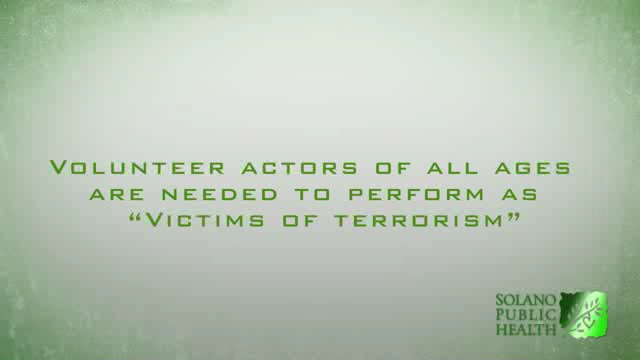 Volunteer actors of all ages
are needed to perform as
“Victims of terrorism”
SOLANO
PUBLIC
HEALTH